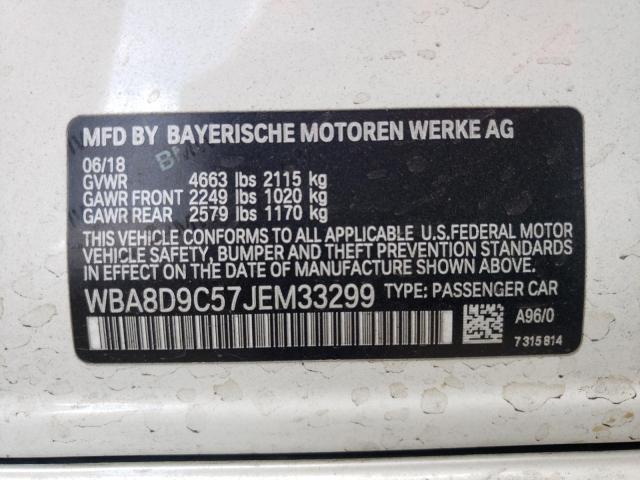 MFD BY BAYERISCHE MOTOREN WERKE AG
06/18
GVWR 4663 lbs 2115 kg
GAWR FRONT 2249 lbs 1020 kg
GAWR REAR 2579 lbs 1170 kg
THIS VEHICLE CONFORMS TO ALL APPLICABLE U.S.FEDERAL MOTOR
VEHICLE SAFETY, BUMPER AND THEFT PREVENTION STANDARDS
IN EFFECT ON THE DATE OF MANUFACTURE SHOWN ABOVE.
WBA8D9C57JEM33299 TYPE: PASSENGER CAR
A96/0
7315814